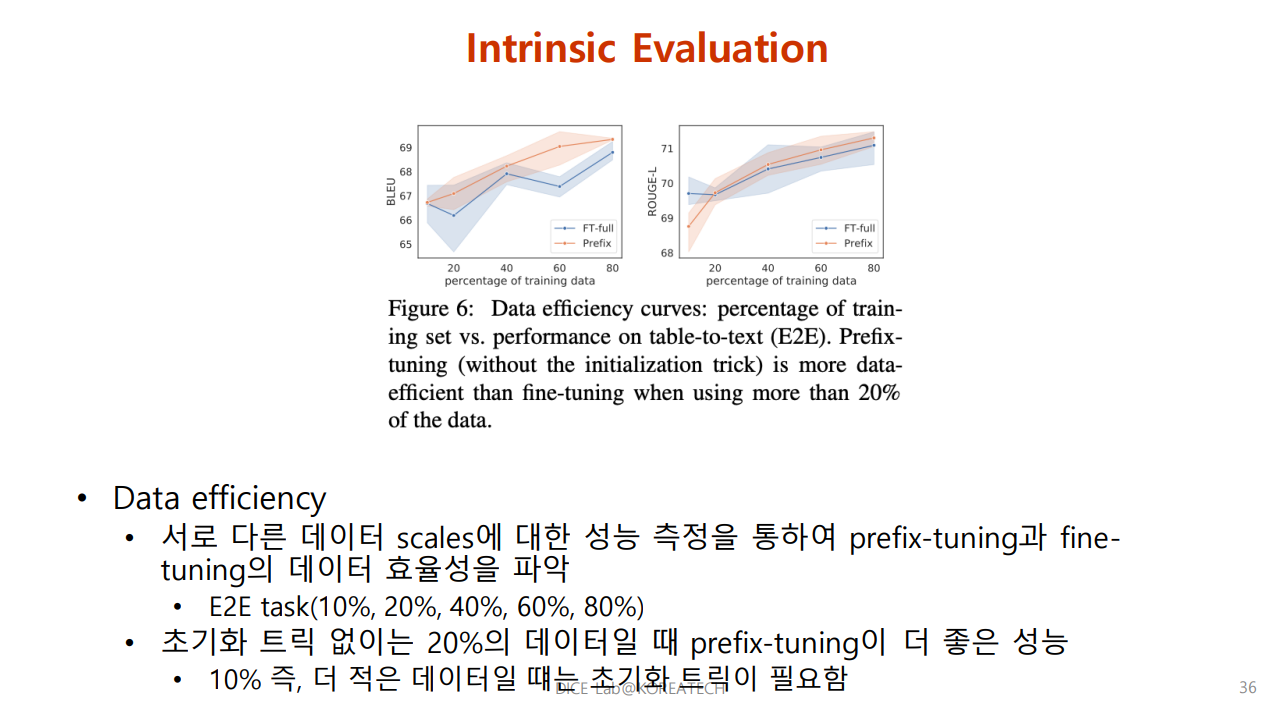 Intrinsic Evaluation
69
68
67
66
65
BLEU
FT-full
Prefix
20 40 60 80
percentage of training data
71
70
69
68
ROUGE-L
FT-full
Prefix
20 40 60 80
percentage of training data
Figure 6: Data efficiency curves: percentage of train-
ing set vs. performance on table-to-text (E2E). Prefix-
tuning (without the initialization trick) is more data-
efficient than fine-tuning when using more than 20%
of the data.
• Data efficiency
• 서로 다른 데이터 scales에 대한 성능 측정을 통하여 prefix-tuning과 fine-
tuning의 데이터 효율성을 파악
• E2E task(10%, 20%, 40%, 60%, 80%)
• 초기화 트릭 없이는 20%의 데이터일 때 prefix-tuning이 더 좋은 성능
• 10% 즉, 더 적은 데이터일 떄는 초기화 트릭이 필요함
DICE Lab@KOREATECH
36